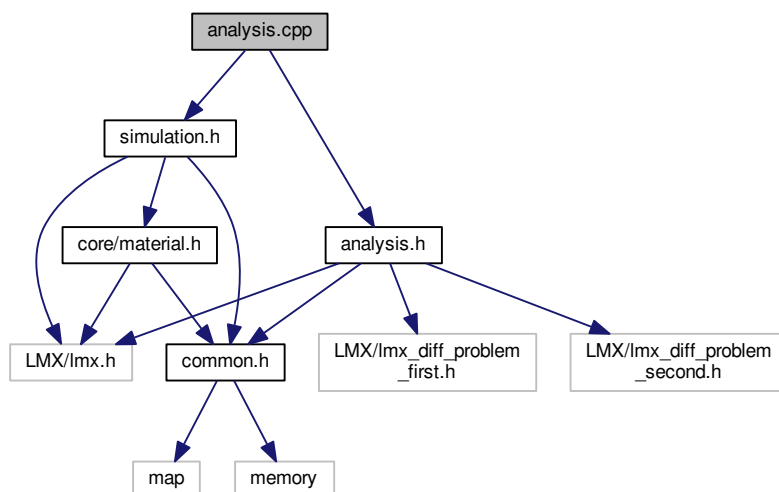 analysis.cpp
simulation.h
core/material.h
analysis.h
LMX/lmx.h
common.h
LMX/lmx_diff_problem
_first.h
LMX/lmx_diff_problem
_second.h
map
memory